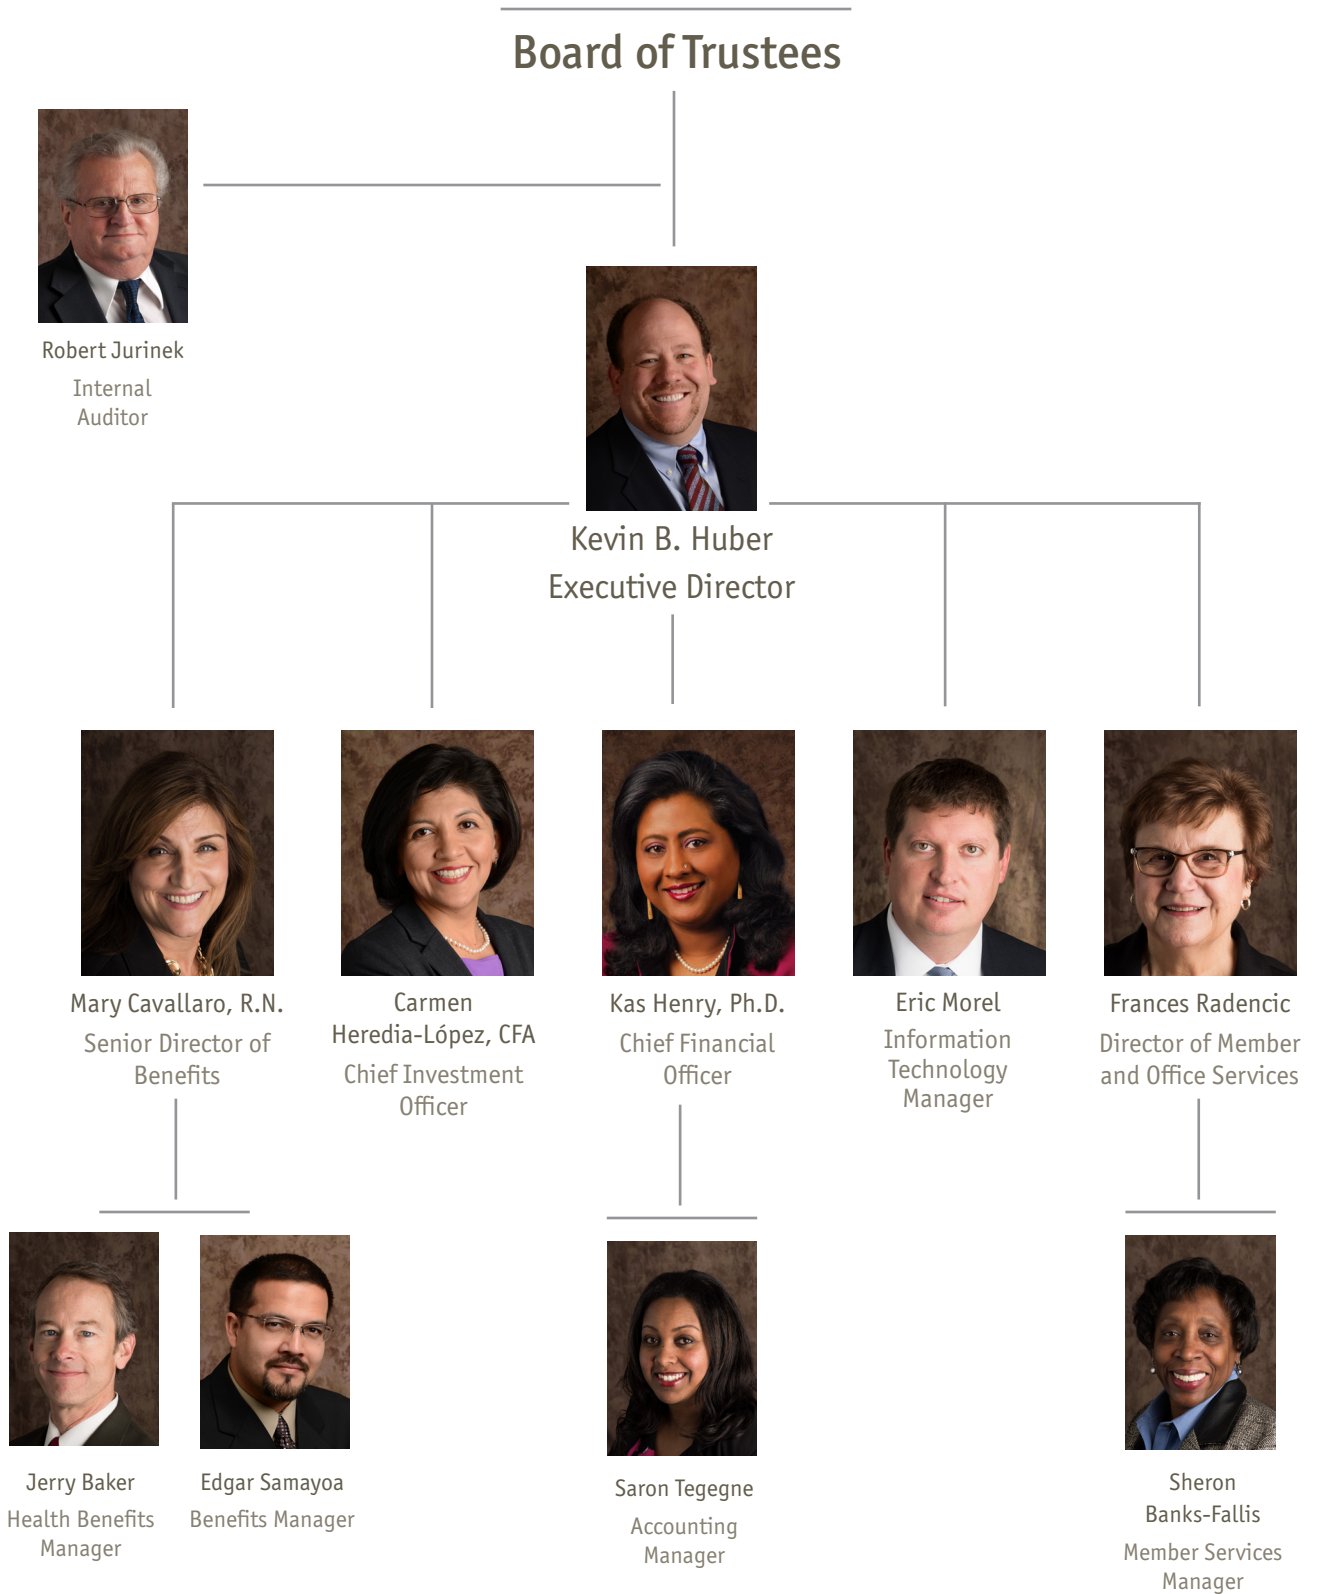 Board of Trustees
Robert Jurinek
Internal
Auditor
Kevin B. Huber
Executive Director
Mary Cavallaro, R.N.
Senior Director of
Benefits
Carmen
Heredia-López, CFA
Chief Investment
Officer
Kas Henry, Ph.D.
Chief Financial
Officer
Eric Morel
Information
Technology
Manager
Frances Radencic
Director of Member
and Office Services
Jerry Baker
Health Benefits
Manager
Edgar Samayoa
Benefits Manager
Saron Tegegne
Accounting
Manager
Sheron
Banks-Fallis
Member Services
Manager